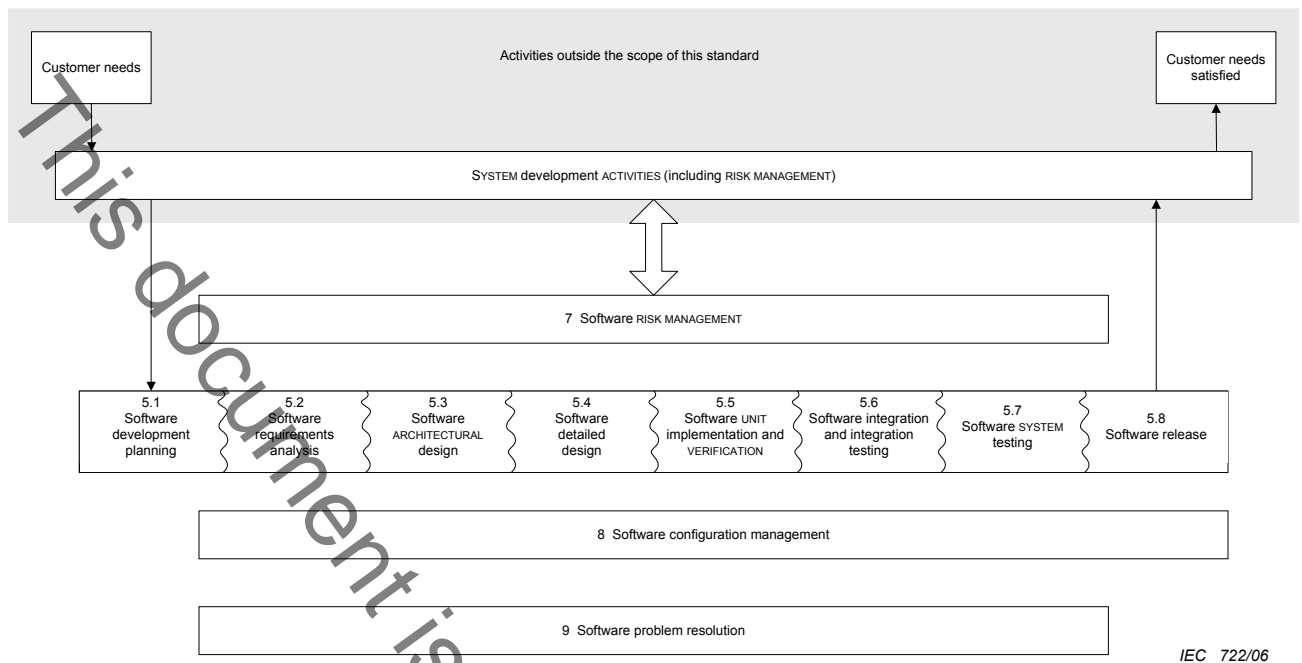 Activities outside the scope of this standard
Customer needs
Customer needs
satisfied
SYSTEM development ACTIVITIES (including RISK MANAGEMENT)
7 Software RISK MANAGEMENT
5.1
Software
development
planning
5.2
Software
requirements
analysis
5.3
Software
ARCHITECTURAL
design
5.4
Software
detailed
design
5.5
Software UNIT
implementation and
VERIFICATION
5.6
Software integration
and integration
testing
5.7
Software SYSTEM
testing
5.8
Software release
8 Software configuration management
9 Software problem resolution
IEC 722/06
This document is